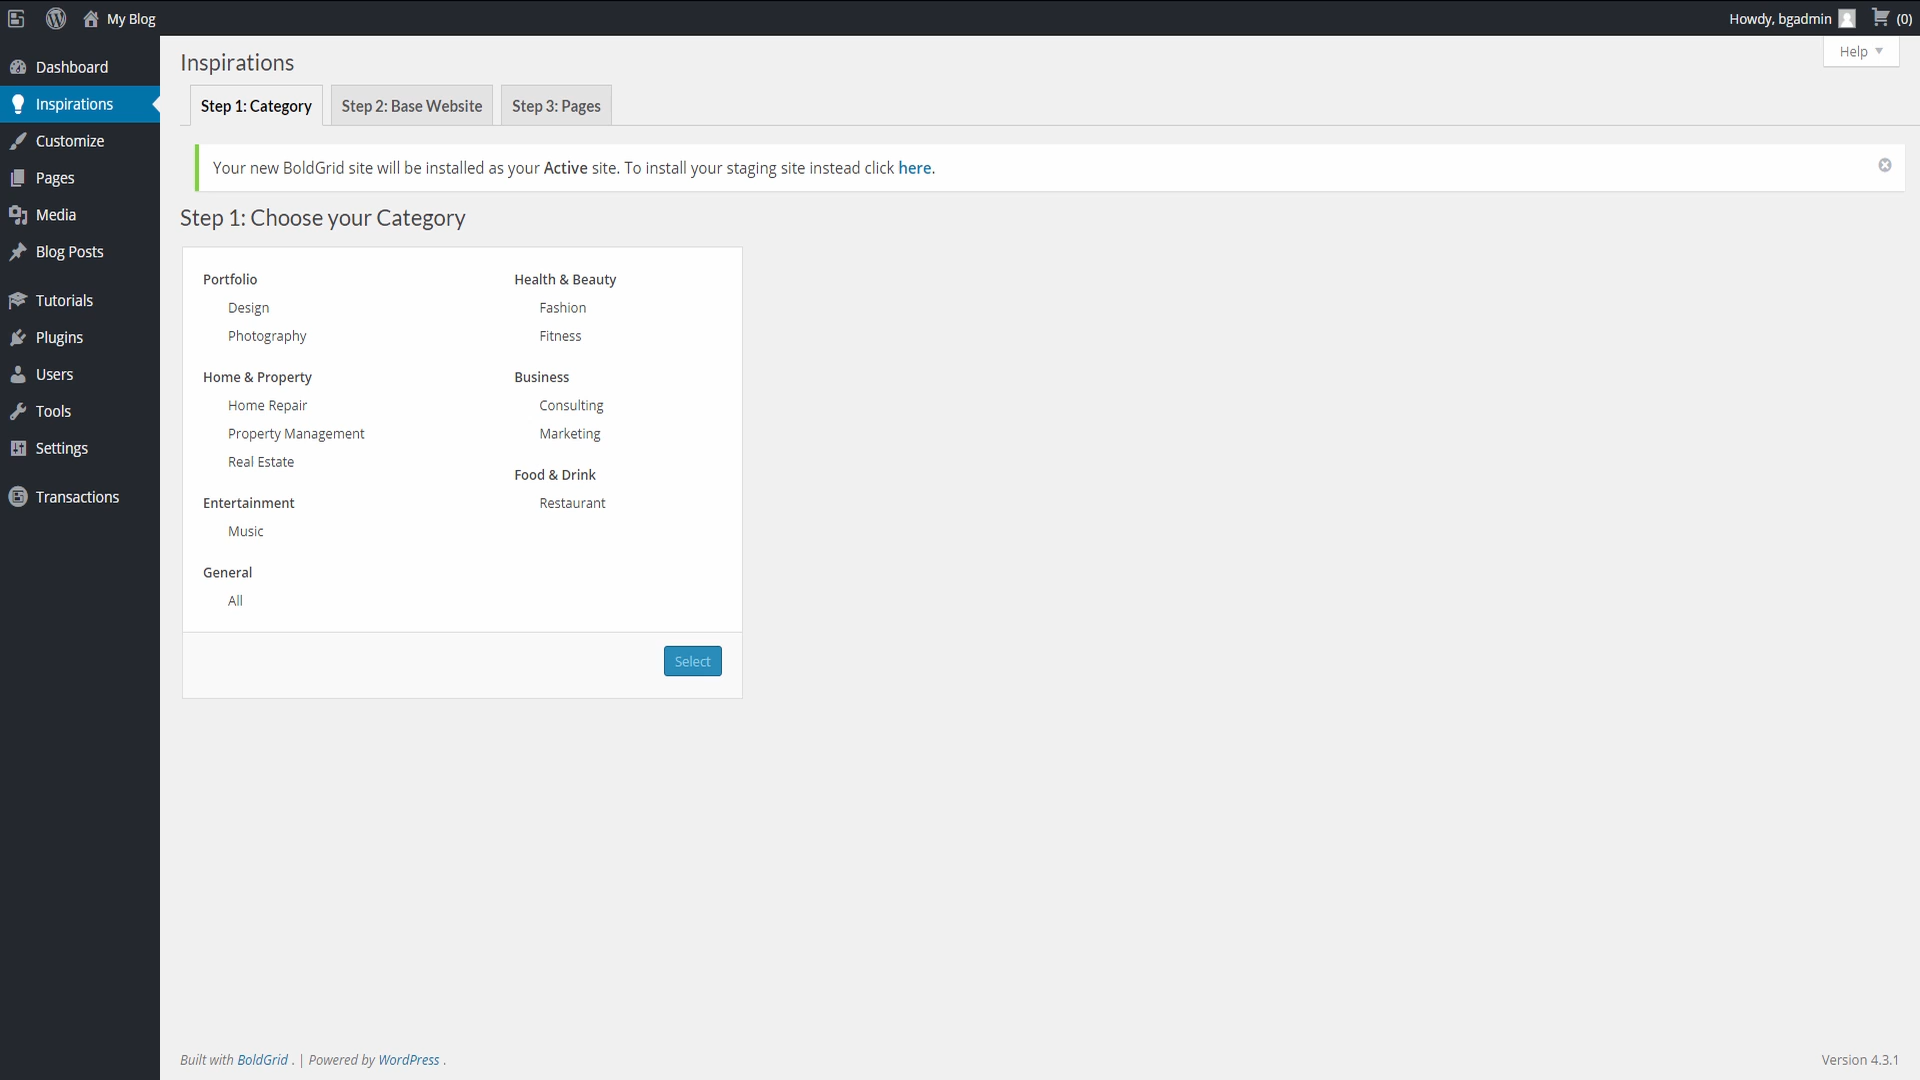 My Blog
Howdy, bgadmin
(0)
Dashboard
Inspirations
Customize
Pages
Media
Blog Posts
Tutorials
Plugins
Users
Tools
Settings
Transactions
Inspirations
Help
Step 1: Category
Step 2: Base Website
Step 3: Pages
Your new BoldGrid site will be installed as your Active site. To install your staging site instead click here.
Step 1: Choose your Category
Portfolio
Design
Photography
Home & Property
Home Repair
Property Management
Real Estate
Entertainment
Music
General
All
Health & Beauty
Fashion
Fitness
Business
Consulting
Marketing
Food & Drink
Restaurant
Select
Built with BoldGrid . | Powered by WordPress .
Version 4.3.1